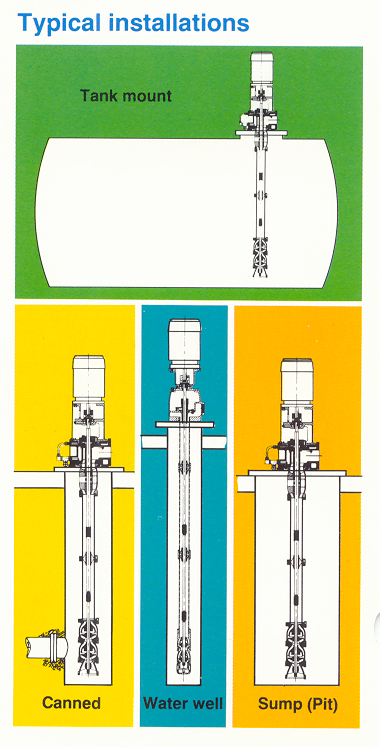 Typical installations
Tank mount
Canned
Water well
Sump (Pit)